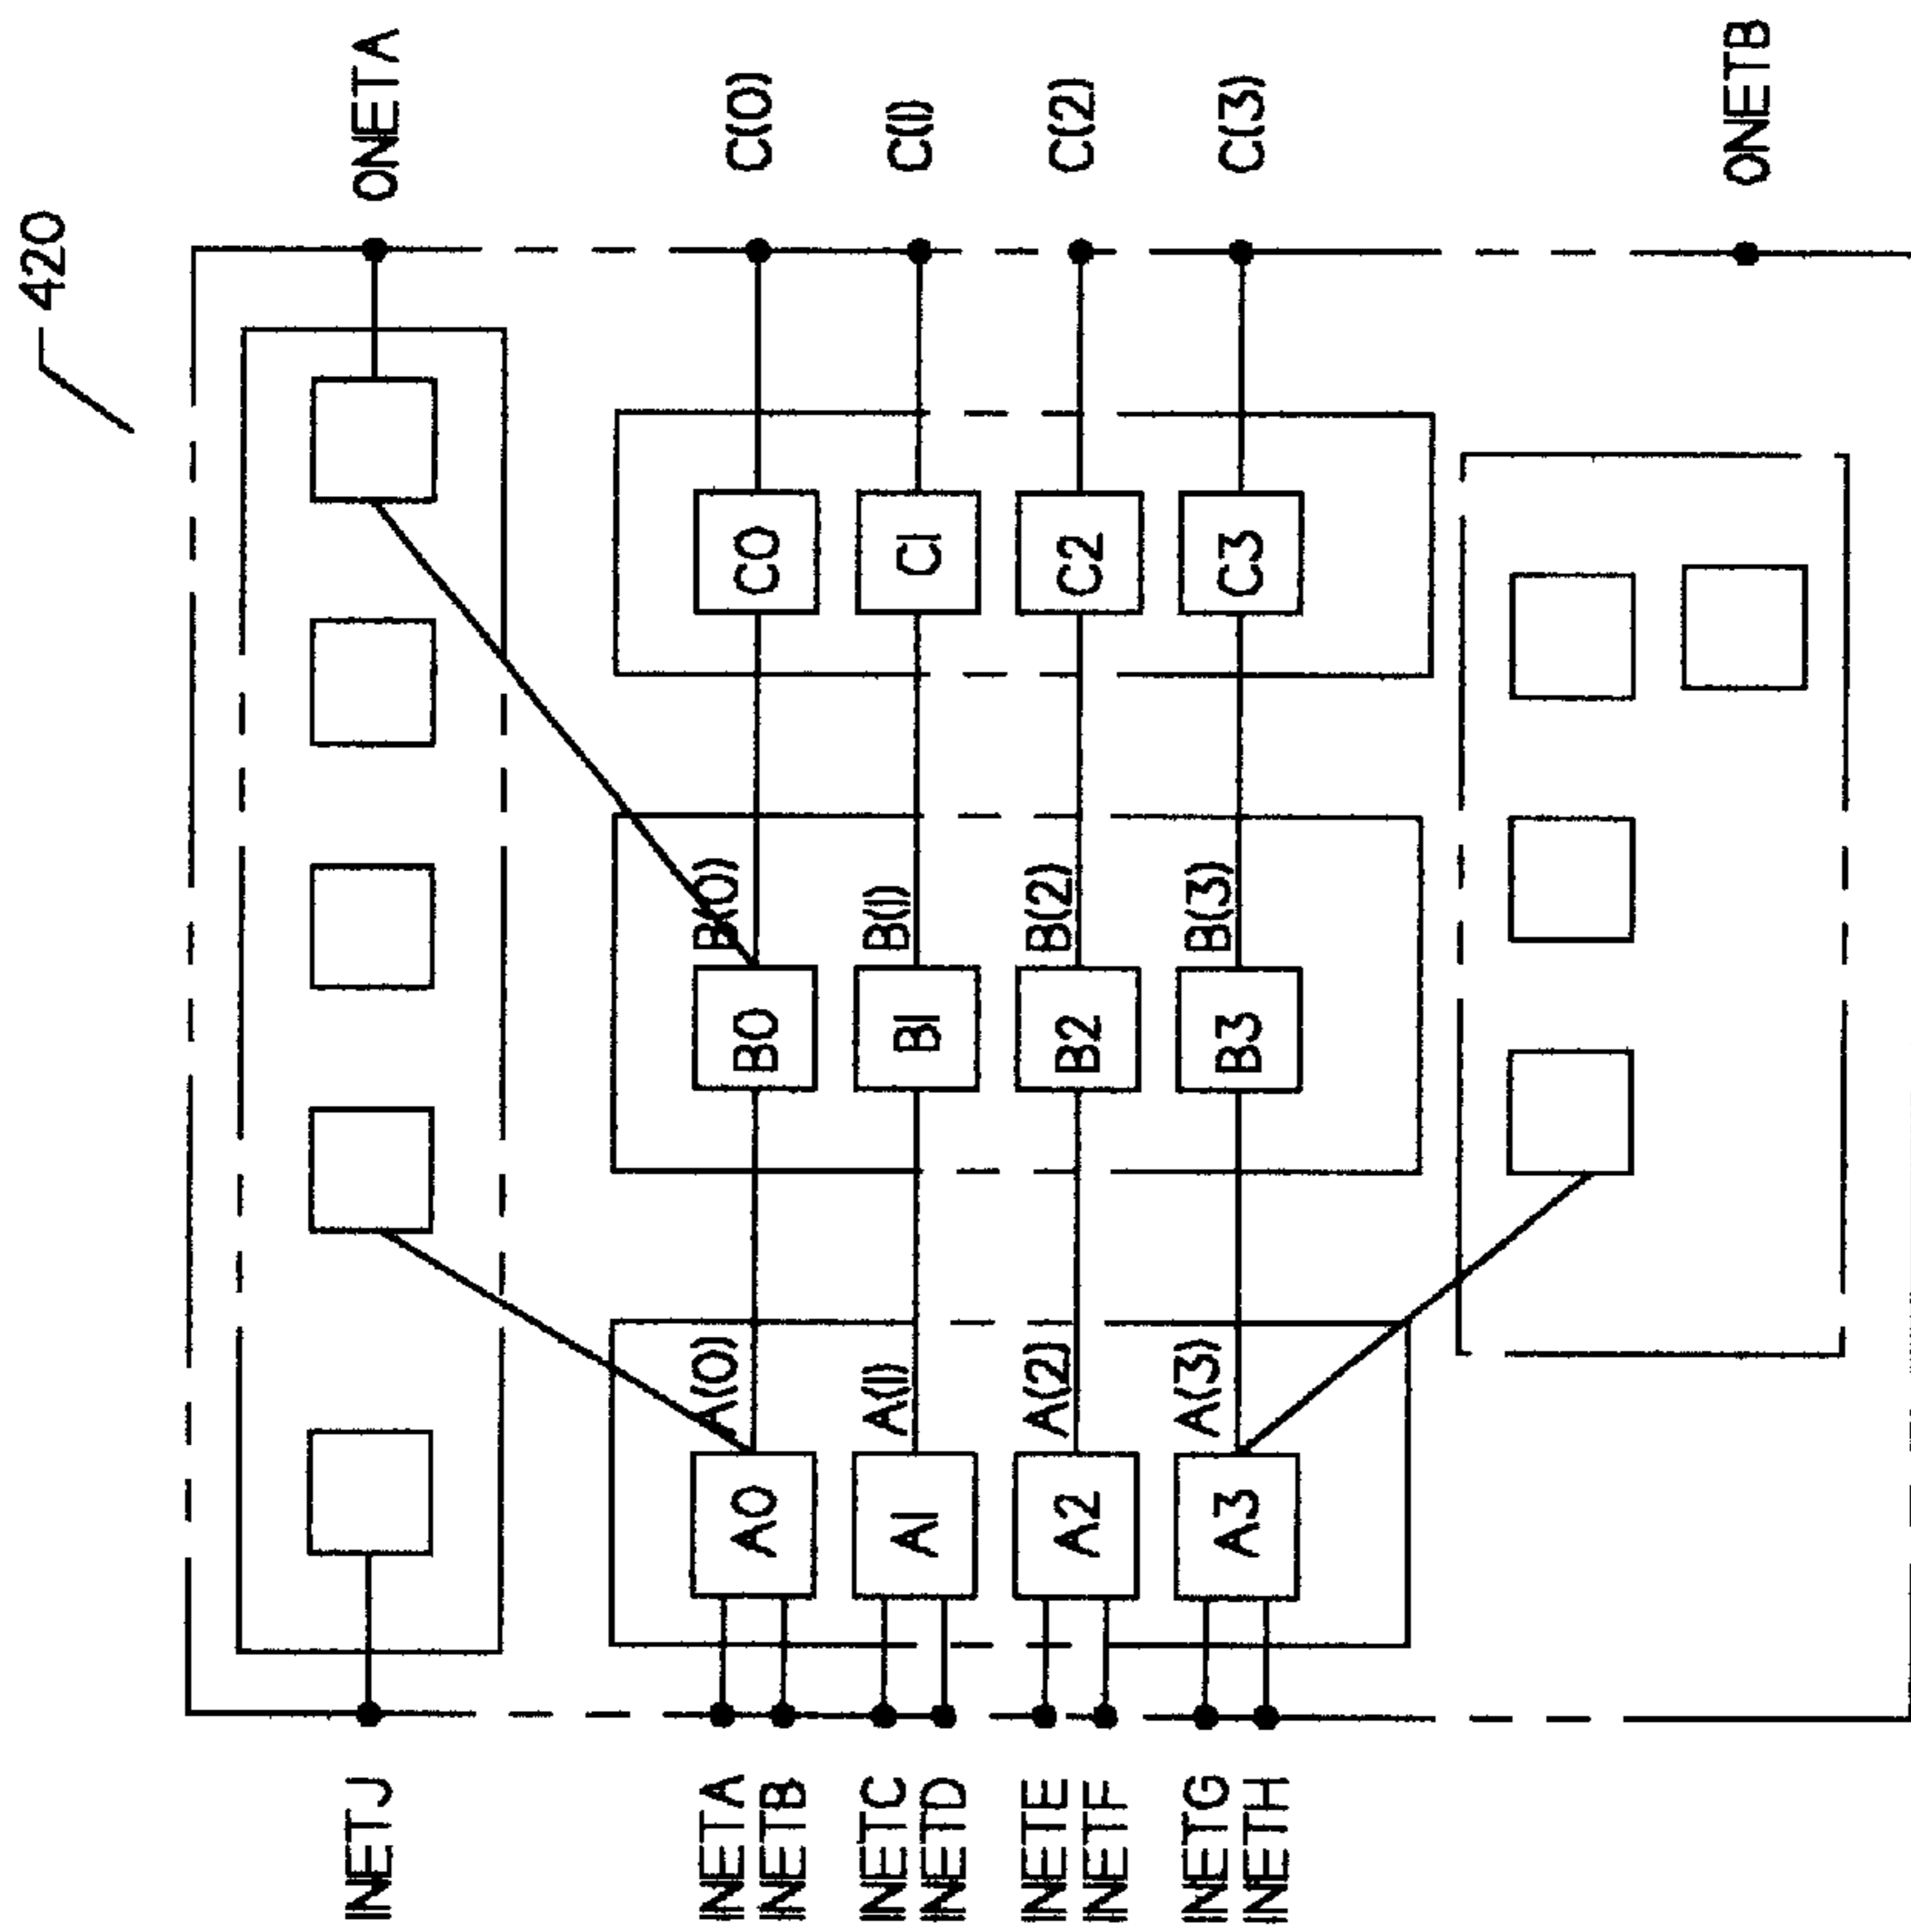 420
INETJ
ONETA
INETA
INETB
A0
A(0)
B0
B(0)
C0
C(0)
INETC
INETD
A1
A(1)
B1
B(1)
C1
C(1)
INETE
INETF
A2
A(2)
B2
B(2)
C2
C(2)
INETG
INETH
A3
A(3)
B3
B(3)
C3
C(3)
ONETB